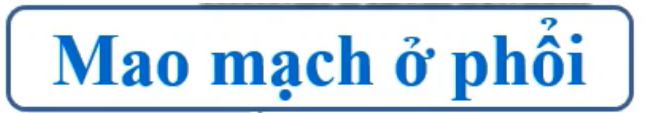 Mao mạch ở phổi